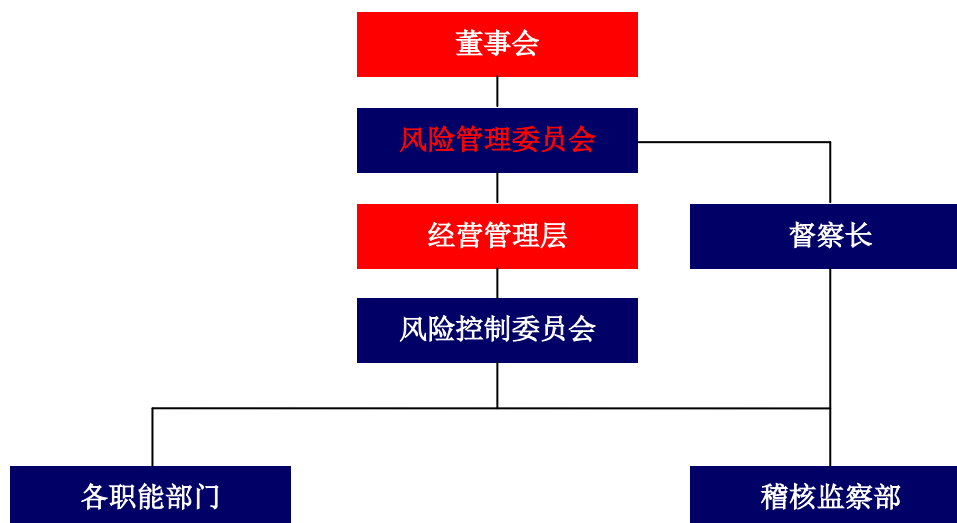 董事会
风险管理委员会
经营管理层
督察长
风险控制委员会
各职能部门
稽核监察部